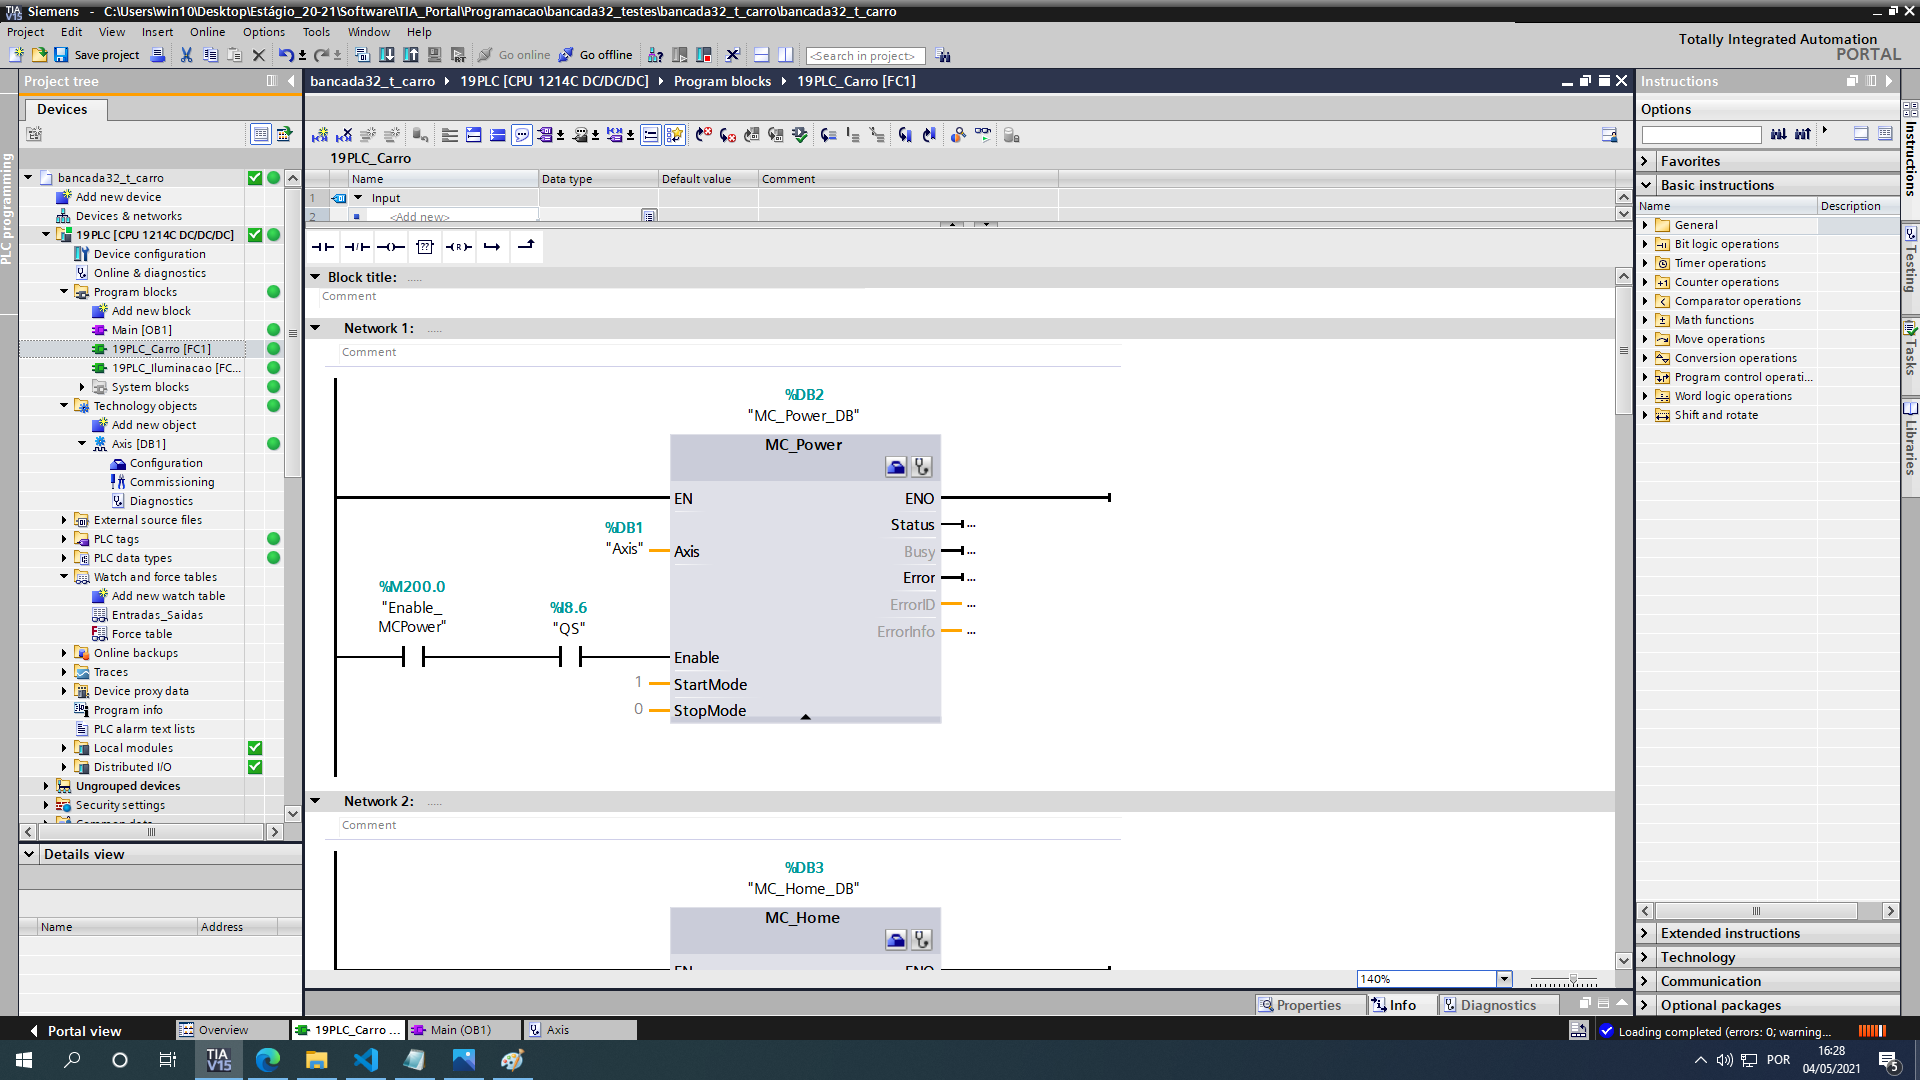 Siemens - C:\Users\win10\Desktop\Estágio_20-21\Software\TIA_Portal\Programacao\bancada32_testes\bancada32_t_carro\bancada32_t_carro
Project Edit View Insert Online Options Tools Window Help
Totally Integrated Automation
PORTAL
Save project
Go online
Go offline
<Search in project>
Project tree
bancada32_t_carro
19PLC [CPU 1214C DC/DC/DC]
Program blocks
19PLC_Carro [FC1]
Instructions
Devices
Options
PLC programming
bancada32_t_carro
Add new device
Devices & networks
19PLC [CPU 1214C DC/DC/DC]
Device configuration
Online & diagnostics
Program blocks
Add new block
Main [OB1]
19PLC_Carro [FC1]
19PLC_Iluminacao [FC...
System blocks
Technology objects
Add new object
Axis [DB1]
Configuration
Commissioning
Diagnostics
External source files
PLC tags
PLC data types
Watch and force tables
Add new watch table
Entradas_Saidas
Force table
Online backups
Traces
Device proxy data
Program info
PLC alarm text lists
Local modules
Distributed I/O
Ungrouped devices
Security settings
Details view
Name Address
19PLC_Carro
Name Data type Default value Comment
1 Input
2 <Add new>
Block title: .....
Comment
Network 1: .....
Comment
%DB2
"MC_Power_DB"
MC_Power
EN ENO
Status ...
%DB1
"Axis"
Axis
Busy ...
Error ...
%M200.0
"Enable_
MCPower"
%I8.6
"QS"
ErrorID ...
ErrorInfo ...
Enable
1 StartMode
0 StopMode
Network 2: .....
Comment
%DB3
"MC_Home_DB"
MC_Home
EN ENO
140%
Properties
Info
Diagnostics
Favorites
Basic instructions
Name Description
General
Bit logic operations
Timer operations
Counter operations
Comparator operations
Math functions
Move operations
Conversion operations
Program control operati...
Word logic operations
Shift and rotate
Extended instructions
Technology
Communication
Optional packages
Instructions
Testing
Tasks
Libraries
Portal view
Overview
19PLC_Carro ...
Main (OB1)
Axis
Loading completed (errors: 0; warning...
TIA
V15
POR
16:28
04/05/2021
5